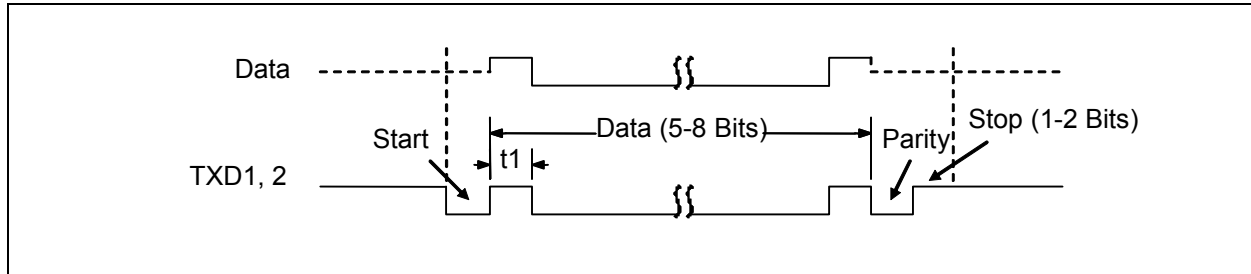 Data
Data (5-8 Bits)
Stop (1-2 Bits)
Start
Parity
t1
TXD1, 2